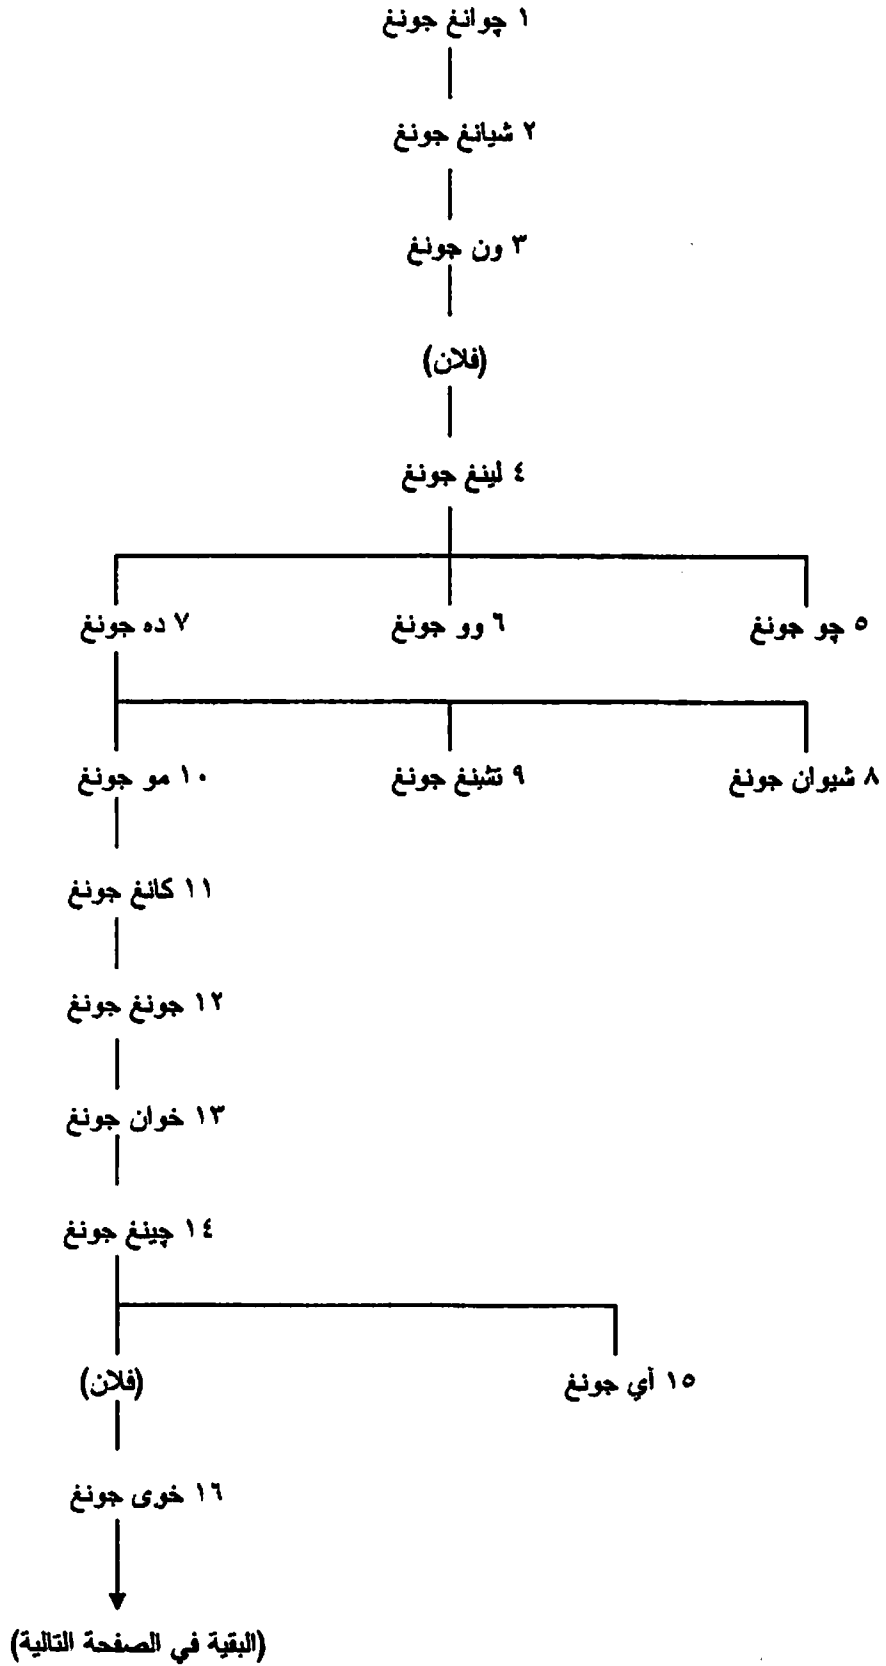 ١ چوانغ جونغ
٢ شيانغ جونغ
٣ ون جونغ
(فلان)
٤ لينغ جونغ
٥ چو جونغ
٦ وو جونغ
٧ ده جونغ
٨ شيوان جونغ
٩ تشينغ جونغ
١٠ مو جونغ
١١ كانغ جونغ
١٢ جونغ جونغ
١٣ خوان جونغ
١٤ چينغ جونغ
١٥ أي جونغ
(فلان)
١٦ خوى جونغ
(البقية في الصفحة التالية)